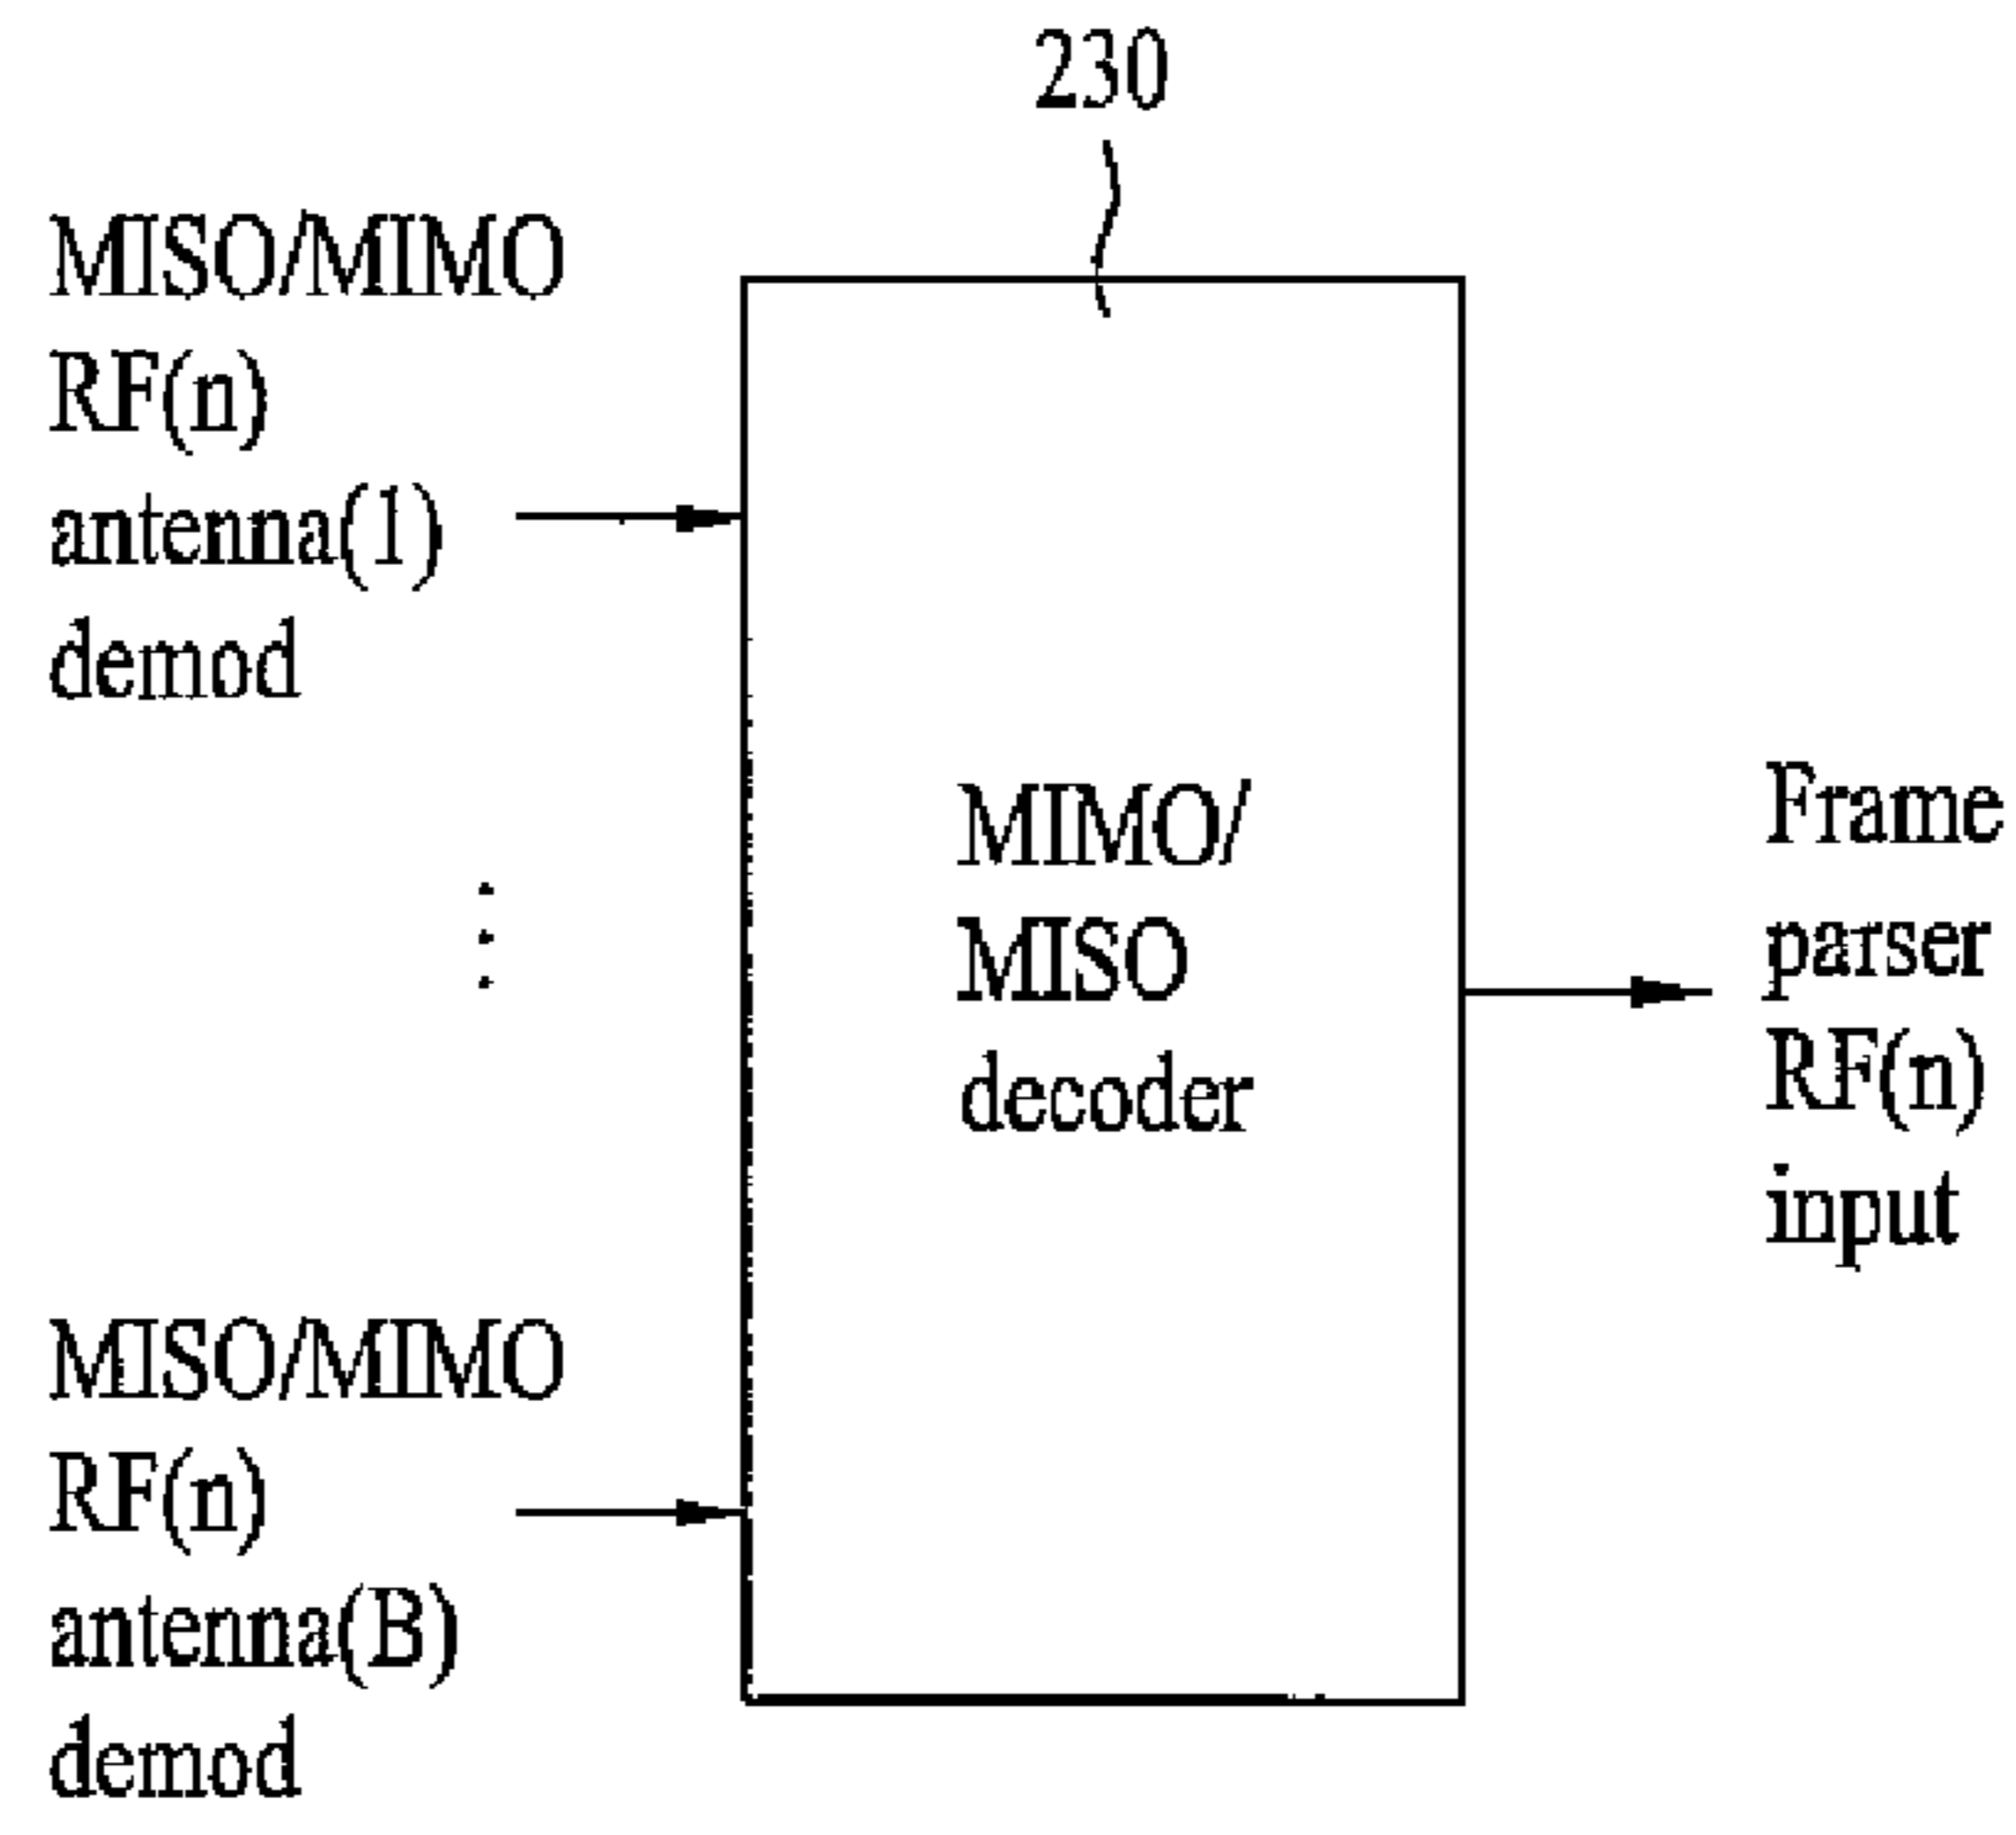 230
MISO/MIMO
RF(n)
antenna(1)
demod
MIMO/
MISO
decoder
Frame
parser
RF(n)
input
MISO/MIMO
RF(n)
antenna(B)
demod